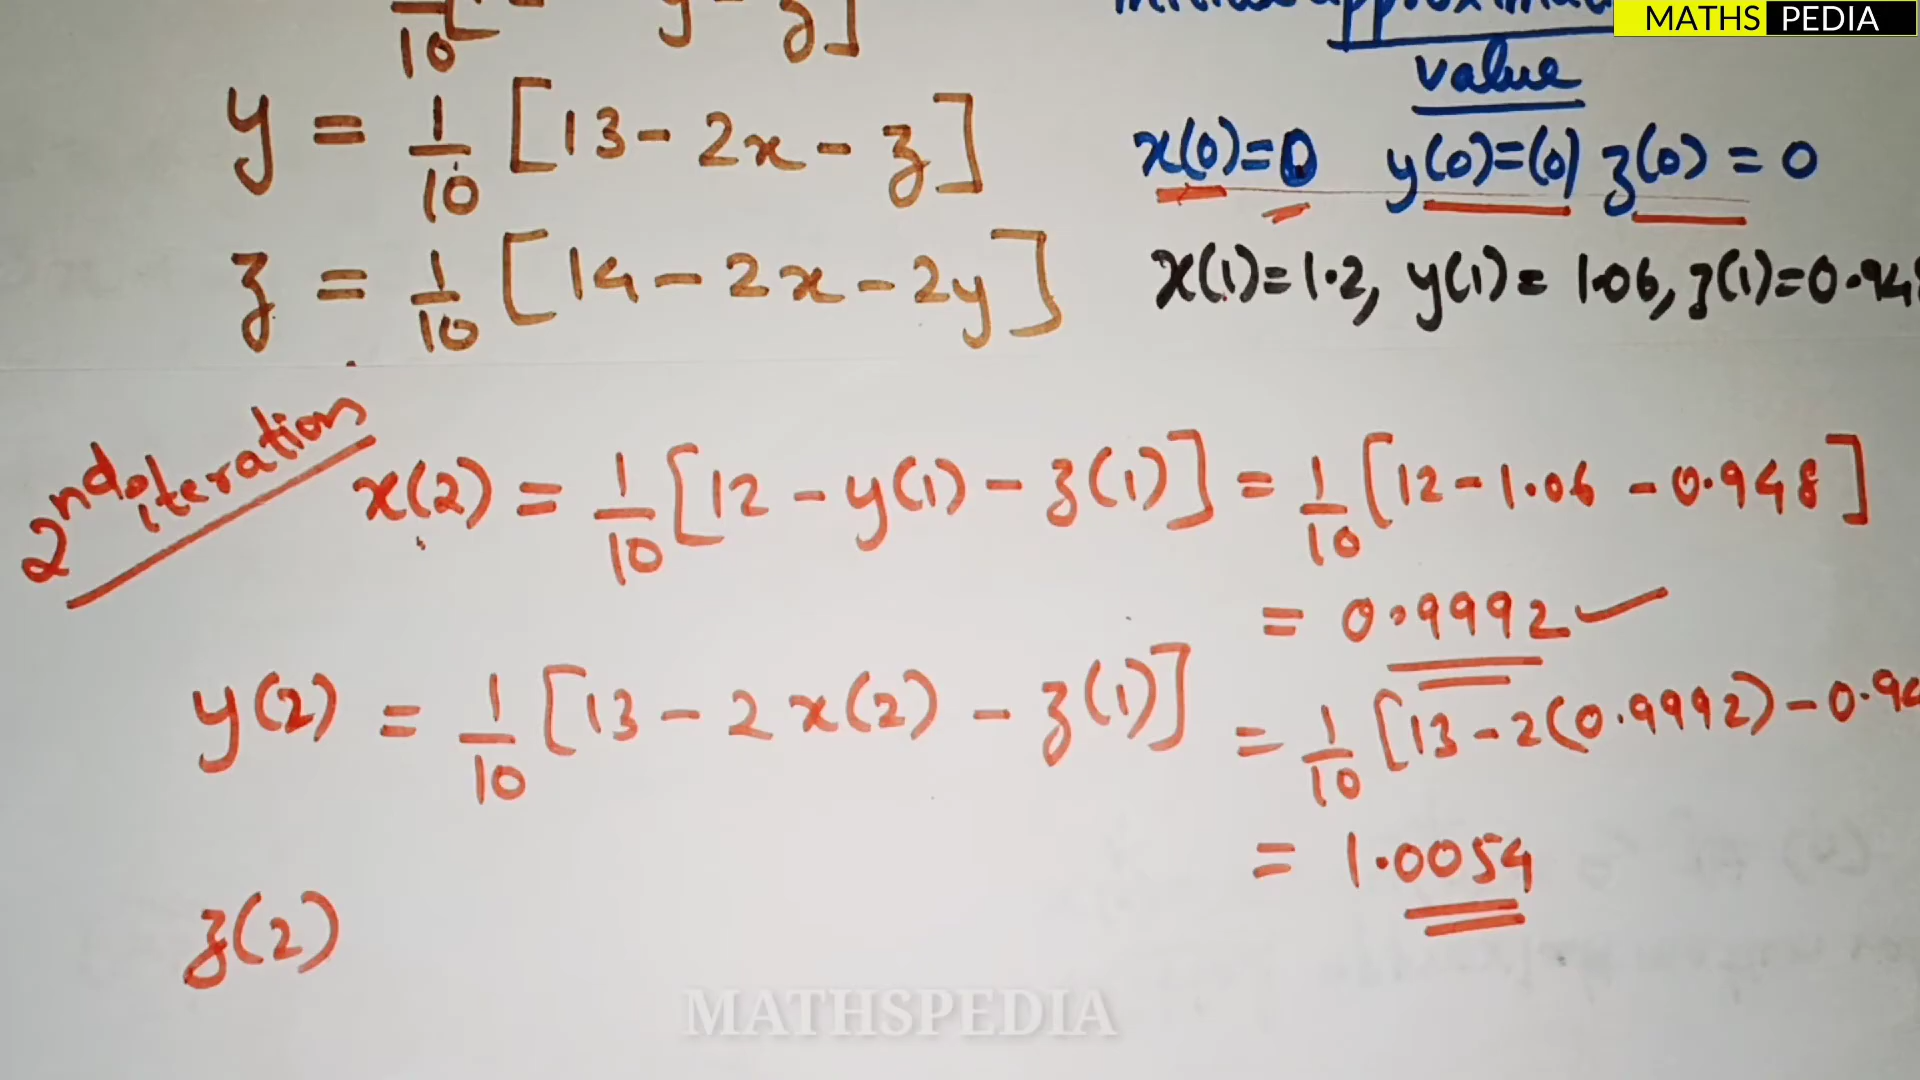 MATHS PEDIA
10 [ - y - z ]
value
y = 1/10 [13 - 2x - z]
x(0)=0 y(0)=(0) z(0) = 0
z = 1/10 [14 - 2x - 2y]
x(1)=1.2, y(1)= 1.06, z(1)=0.948
2nd iteration
x(2) = 1/10 [12 - y(1) - z(1)] = 1/10 [12 - 1.06 - 0.948]
= 0.9992 ✓
y(2) = 1/10 [13 - 2x(2) - z(1)] = 1/10 [13 - 2(0.9992) - 0.94
= 1.0054
z(2)
MATHSPEDIA